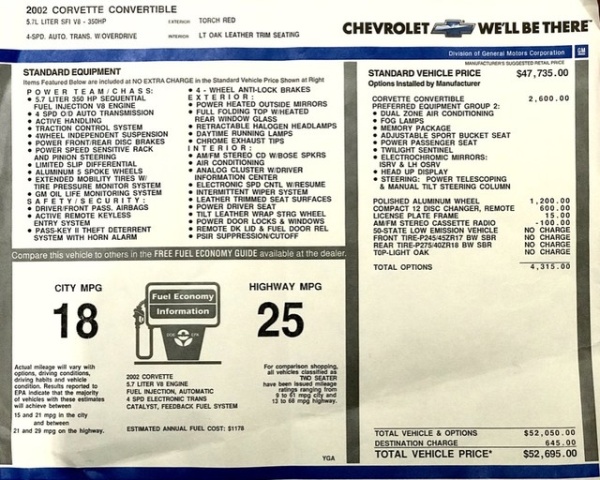 2002 CORVETTE CONVERTIBLE
5.7L LITER SFI V8 - 350HP
EXTERIOR TORCH RED
4-SPD. AUTO. TRANS. W/OVERDRIVE
INTERIOR LT OAK LEATHER TRIM SEATING
CHEVROLET WE'LL BE THERE™
Division of General Motors Corporation
GM
STANDARD EQUIPMENT
Items Featured Below are Included at NO EXTRA CHARGE in the Standard Vehicle Price Shown at Right
POWER TEAM/CHASS:
• 5.7 LITER 350 HP SEQUENTIAL
FUEL INJECTION V8 ENGINE
• 4 SPD O/D AUTO TRANSMISSION
• ACTIVE HANDLING
• TRACTION CONTROL SYSTEM
• 4WHEEL INDEPENDENT SUSPENSION
• POWER FRONT/REAR DISC BRAKES
• POWER SPEED SENSITIVE RACK
AND PINION STEERING
• LIMITED SLIP DIFFERENTIAL
• ALUMINUM 5 SPOKE WHEELS
• EXTENDED MOBILITY TIRES W/
TIRE PRESSURE MONITOR SYSTEM
• GM OIL LIFE MONITORING SYSTEM
SAFETY/SECURITY:
• DRIVER/FRONT PASS. AIRBAGS
• ACTIVE REMOTE KEYLESS
ENTRY SYSTEM
• PASS-KEY II THEFT DETERRENT
SYSTEM WITH HORN ALARM
• 4 - WHEEL ANTI-LOCK BRAKES
EXTERIOR:
• POWER HEATED OUTSIDE MIRRORS
• FULL FOLDING TOP W/HEATED
REAR WINDOW GLASS
• RETRACTABLE HALOGEN HEADLAMPS
• DAYTIME RUNNING LAMPS
• CHROME EXHAUST TIPS
INTERIOR:
• AM/FM STEREO CD W/BOSE SPKRS
• AIR CONDITIONING
• ANALOG CLUSTER W/DRIVER
INFORMATION CENTER
• ELECTRONIC SPD CNTL W/RESUME
• INTERMITTENT WIPER SYSTEM
• LEATHER TRIMMED SEAT SURFACES
• POWER DRIVER SEAT
• TILT LEATHER WRAP STRG WHEEL
• POWER DOOR LOCKS & WINDOWS
• REMOTE DK LID & FUEL DOOR REL
• PSIR SUPPRESSION/CUTOFF
MANUFACTURER'S SUGGESTED RETAIL PRICE
STANDARD VEHICLE PRICE $47,735.00
Options Installed by Manufacturer
CORVETTE CONVERTIBLE 2,600.00
PREFERRED EQUIPMENT GROUP 2:
• DUAL ZONE AIR CONDITIONING
• FOG LAMPS
• MEMORY PACKAGE
• ADJUSTABLE SPORT BUCKET SEAT
• POWER PASSENGER SEAT
• TWILIGHT SENTINEL
• ELECTROCHROMIC MIRRORS:
ISRV & LH OSRV
• HEAD UP DISPLAY
• STEERING: POWER TELESCOPING
& MANUAL TILT STEERING COLUMN
POLISHED ALUMINUM WHEEL 1,200.00
COMPACT 12 DISC CHANGER, REMOTE 600.00
LICENSE PLATE FRAME 15.00
AM/FM STEREO CASSETTE RADIO -100.00
50-STATE LOW EMISSION VEHICLE NO CHARGE
FRONT TIRE-P245/45ZR17 BW SBR NO CHARGE
REAR TIRE-P275/40ZR18 BW SBR NO CHARGE
TOP-LIGHT OAK NO CHARGE
TOTAL OPTIONS 4,315.00
Compare this vehicle to others in the FREE FUEL ECONOMY GUIDE available at the dealer.
CITY MPG
18
Fuel Economy
Information
HIGHWAY MPG
25
Actual mileage will vary with
options, driving conditions,
driving habits and vehicle
condition. Results reported to
EPA indicate that the majority
of vehicles with these estimates
will achieve between
15 and 21 mpg in the city
and between
21 and 29 mpg on the highway.
2002 CORVETTE
5.7 LITER V8 ENGINE
FUEL INJECTION, AUTOMATIC
4 SPD ELECTRONIC TRANS
CATALYST, FEEDBACK FUEL SYSTEM
ESTIMATED ANNUAL FUEL COST: $1178
For comparison shopping,
all vehicles classified as
TWO SEATER
have been issued mileage
ratings ranging from
9 to 61 mpg city and
13 to 68 mpg highway.
YGA
TOTAL VEHICLE & OPTIONS $52,050.00
DESTINATION CHARGE 645.00
TOTAL VEHICLE PRICE* $52,695.00